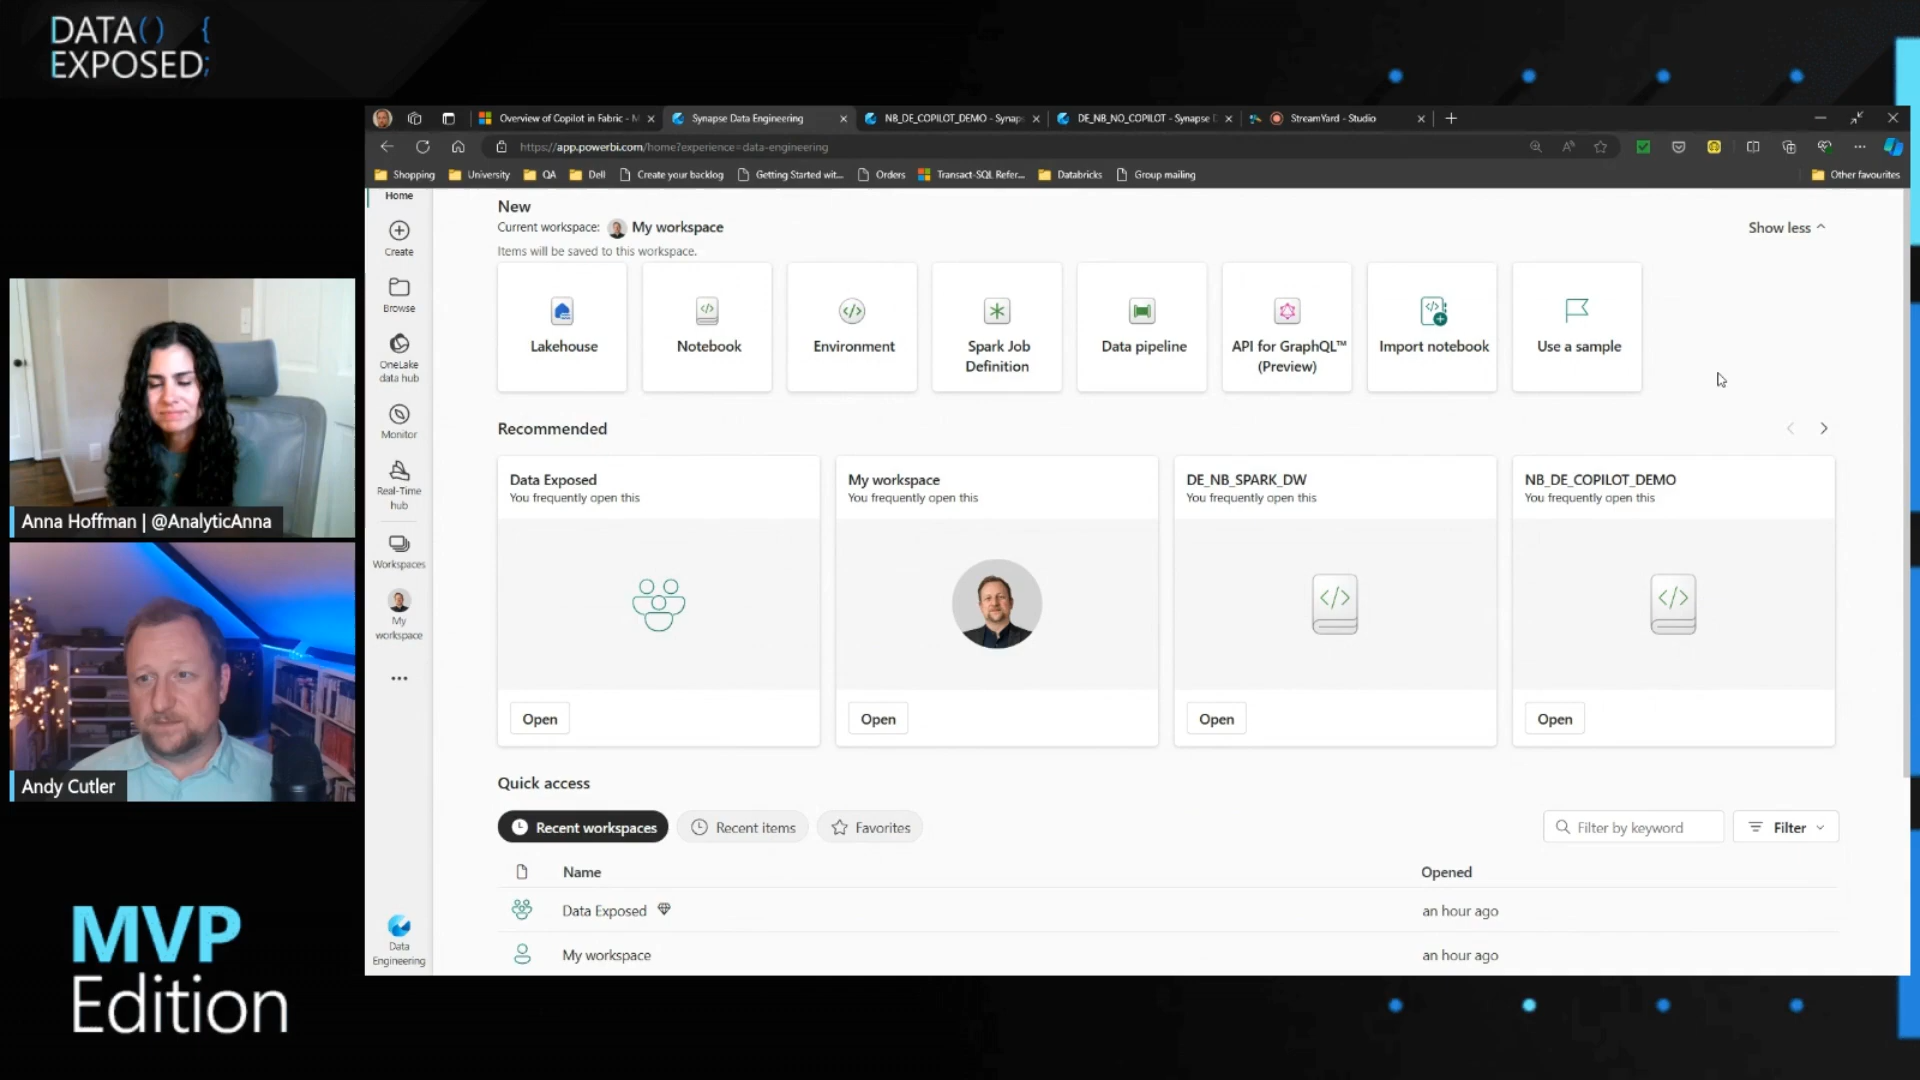 DATA() {
EXPOSED;
Overview of Copilot in Fabric - M
Synapse Data Engineering
NB_DE_COPILOT_DEMO - Synaps
DE_NB_NO_COPILOT - Synapse D
StreamYard - Studio
https://app.powerbi.com/home?experience=data-engineering
Shopping
University
QA
Dell
Create your backlog
Getting Started wit...
Orders
Transact-SQL Refer...
Databricks
Group mailing
Other favourites
Home
Create
Browse
OneLake
data hub
Monitor
Real-Time
hub
Workspaces
My
workspace
Data
Engineering
New
Current workspace: My workspace
Items will be saved to this workspace.
Show less
Lakehouse
Notebook
Environment
Spark Job
Definition
Data pipeline
API for GraphQL™
(Preview)
Import notebook
Use a sample
Recommended
Data Exposed
You frequently open this
Open
My workspace
You frequently open this
Open
DE_NB_SPARK_DW
You frequently open this
Open
NB_DE_COPILOT_DEMO
You frequently open this
Open
Quick access
Recent workspaces
Recent items
Favorites
Filter by keyword
Filter
Name
Opened
Data Exposed
an hour ago
My workspace
an hour ago
Anna Hoffman | @AnalyticAnna
Andy Cutler
MVP
Edition